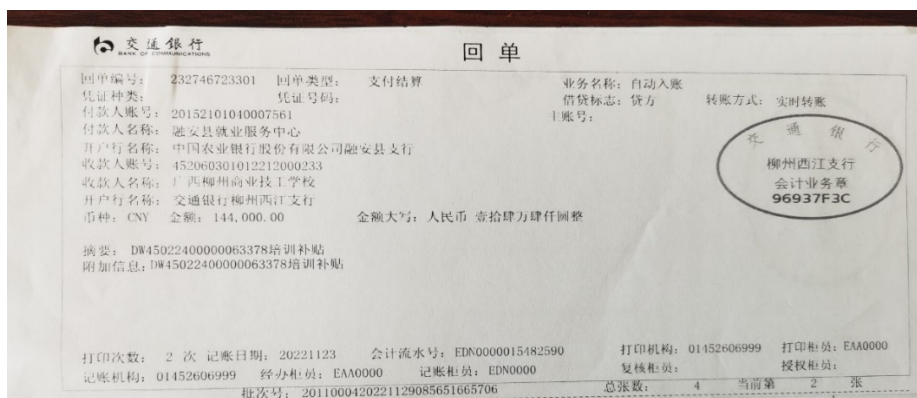 交通銀行 回单
BANK OF COMMUNICATIONS
回单编号： 232746723301 回单类型： 支付结算 业务名称： 自动入账
凭证种类： 凭证号码： 借贷标志： 贷方 转账方式： 实时转账
付款人账号： 20152101040007561 主账号：
付款人名称： 融安县就业服务中心
开户行名称： 中国农业银行股份有限公司融安县支行
收款人账号： 452060301012212000233
收款人名称： 广西柳州商业技工学校
开户行名称： 交通银行柳州西江支行
币种： CNY 金额： 144,000.00 金额大写： 人民币 壹拾肆万肆仟圆整
交通银行
柳州西江支行
会计业务章
96937F3C
摘要： DW45022400000063378培训补贴
附加信息：DW45022400000063378培训补贴
打印次数： 2 次 记账日期： 20221123 会计流水号： EDN0000015482590 打印机构： 01452606999 打印柜员： EAA0000
记账机构： 01452606999 经办柜员： EAA0000 记账柜员： EDN0000 复核柜员： 授权柜员：
批次号： 20110004202211290856516657​06 总张数： 4 当前第 2 张